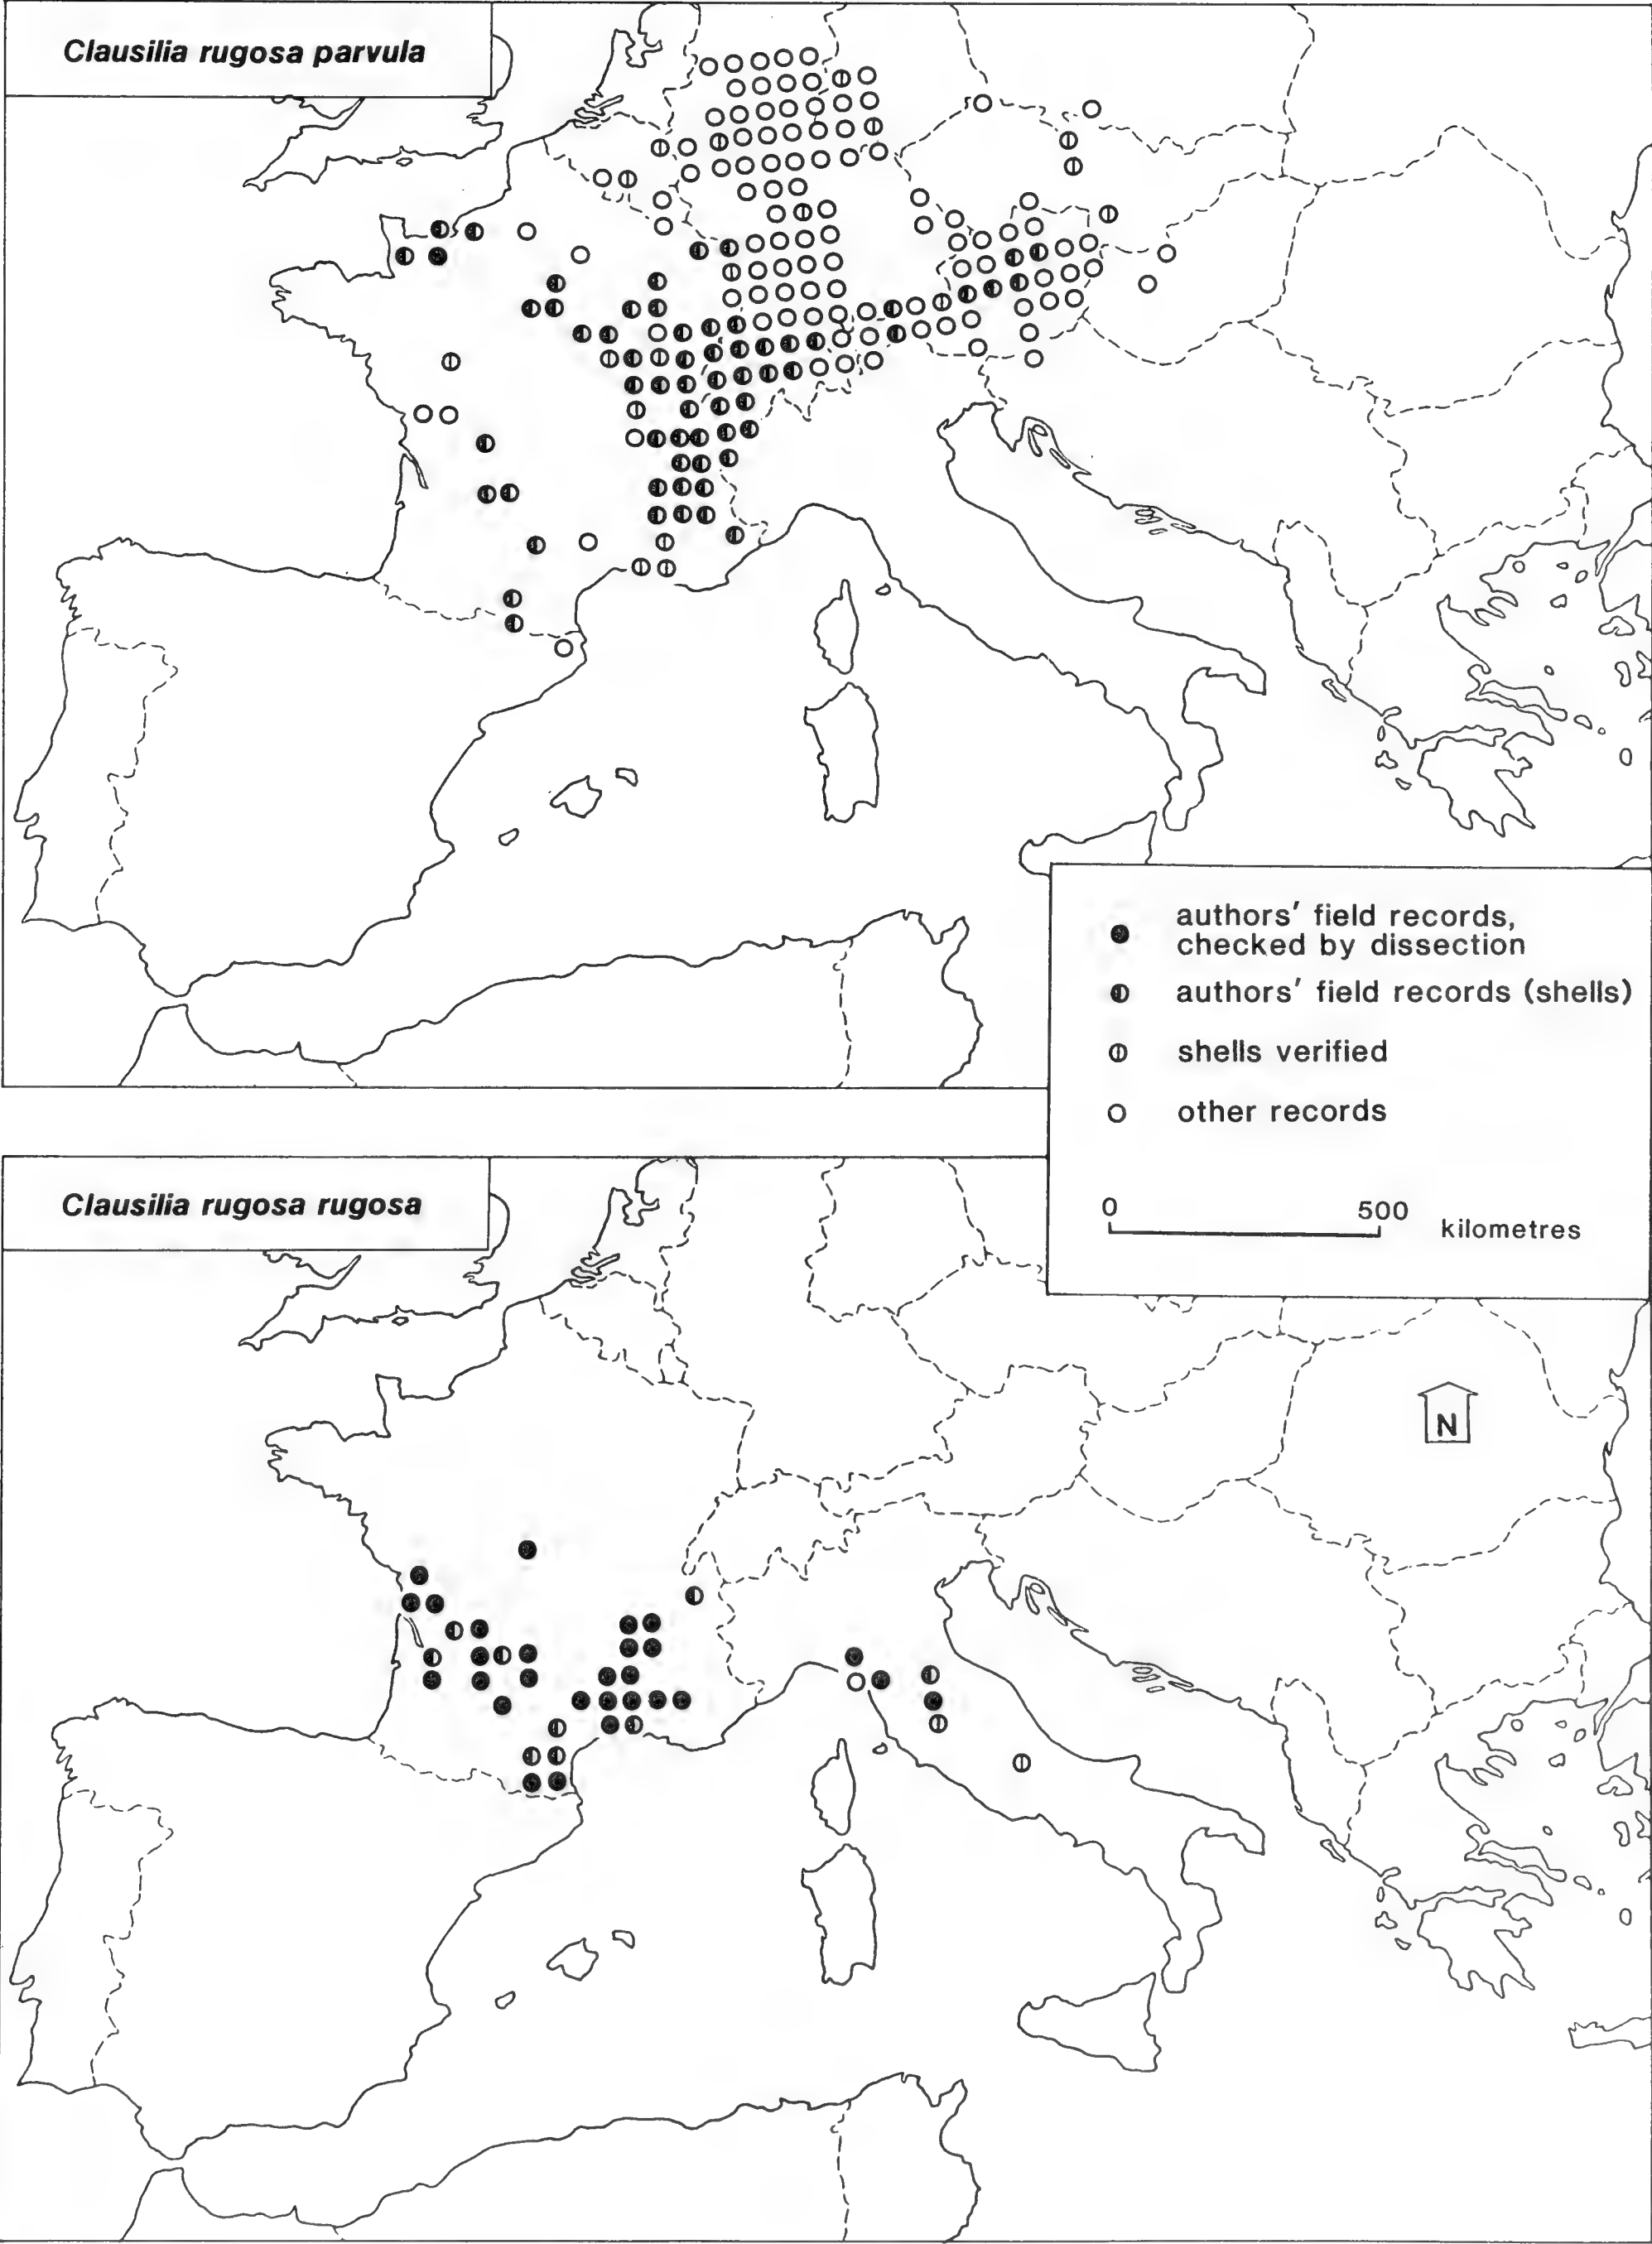 Clausilia rugosa parvula
authors' field records,
checked by dissection
authors' field records (shells)
shells verified
other records
0 500 kilometres
Clausilia rugosa rugosa
N